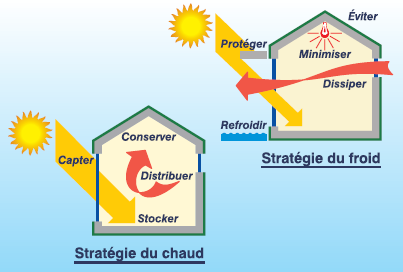 Éviter
Protéger
Minimiser
Dissiper
Refroidir
Stratégie du froid
Conserver
Capter
Distribuer
Stocker
Stratégie du chaud